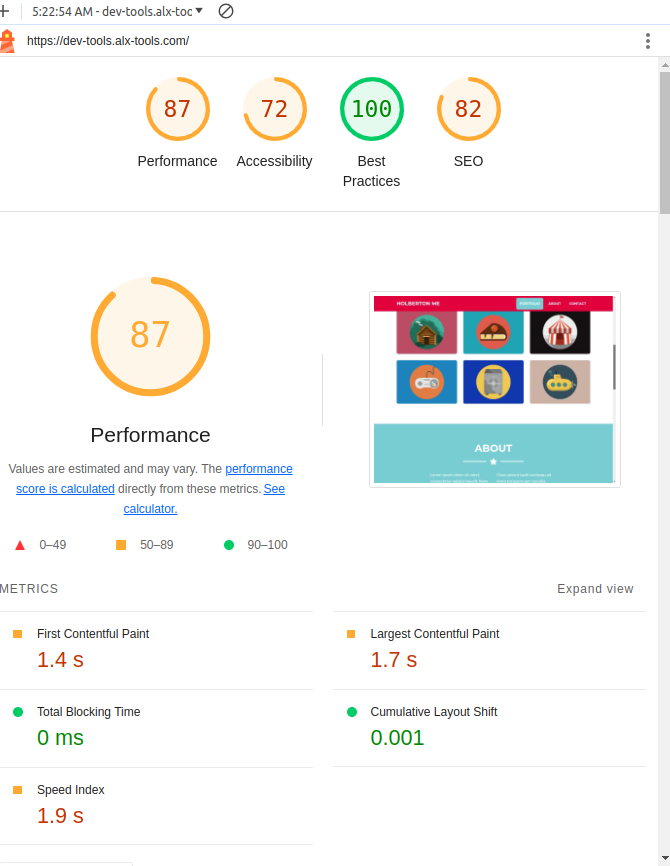 5:22:54 AM - dev-tools.alx-toc
https://dev-tools.alx-tools.com/
87
72
100
82
Performance
Accessibility
Best
Practices
SEO
HOLBERTON ME
PORTFOLIO
ABOUT
CONTACT
87
ABOUT
Performance
Values are estimated and may vary. The performance
score is calculated directly from these metrics. See
calculator.
0–49
50–89
90–100
METRICS
Expand view
First Contentful Paint
1.4 s
Largest Contentful Paint
1.7 s
Total Blocking Time
0 ms
Cumulative Layout Shift
0.001
Speed Index
1.9 s